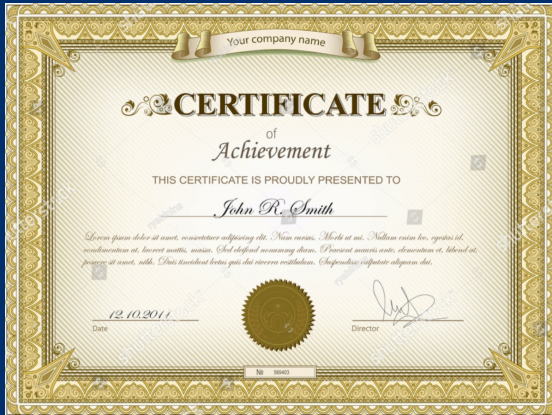 Your company name
CERTIFICATE
of
Achievement
THIS CERTIFICATE IS PROUDLY PRESENTED TO
John R. Smith
Lorem ipsum dolor sit amet, consectetuer adipiscing elit. Nam cursus. Morbi ut mi. Nullam enim leo, egestas id,
condimentum at, laoreet mattis, massa. Sed eleifend nonummy diam. Praesent mauris ante, elementum et, bibend at,
posuere sit amet, nibh. Duis tincidunt lectus quis dui viverra vestibulum. Suspendisse vulputate aliquam dui.
12.10.2011
Date
Director
№ 569403